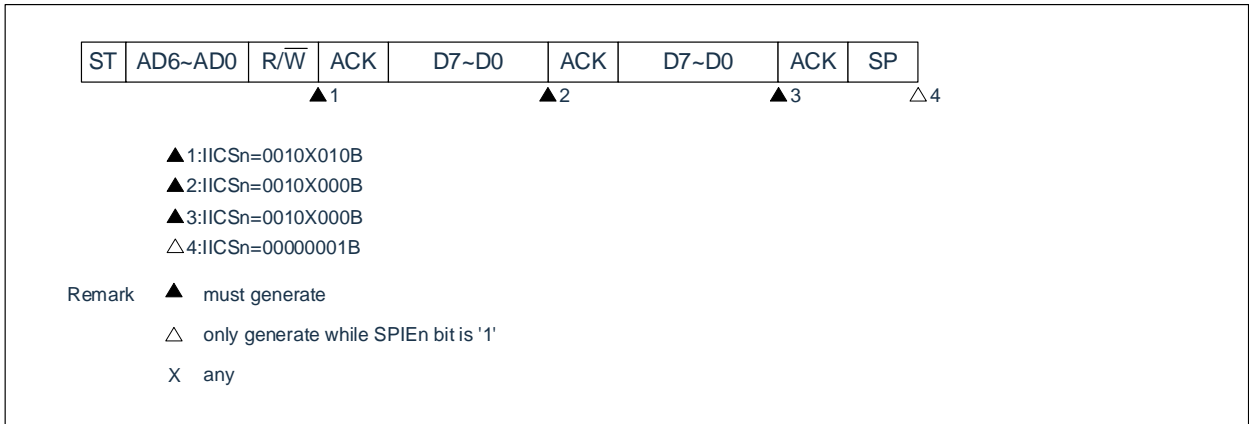 ST AD6~AD0 R/W̅ ACK D7~D0 ACK D7~D0 ACK SP
▲1 ▲2 ▲3 △4
▲1:IICSn=0010X010B
▲2:IICSn=0010X000B
▲3:IICSn=0010X000B
△4:IICSn=00000001B
Remark ▲ must generate
△ only generate while SPIEn bit is '1'
X any